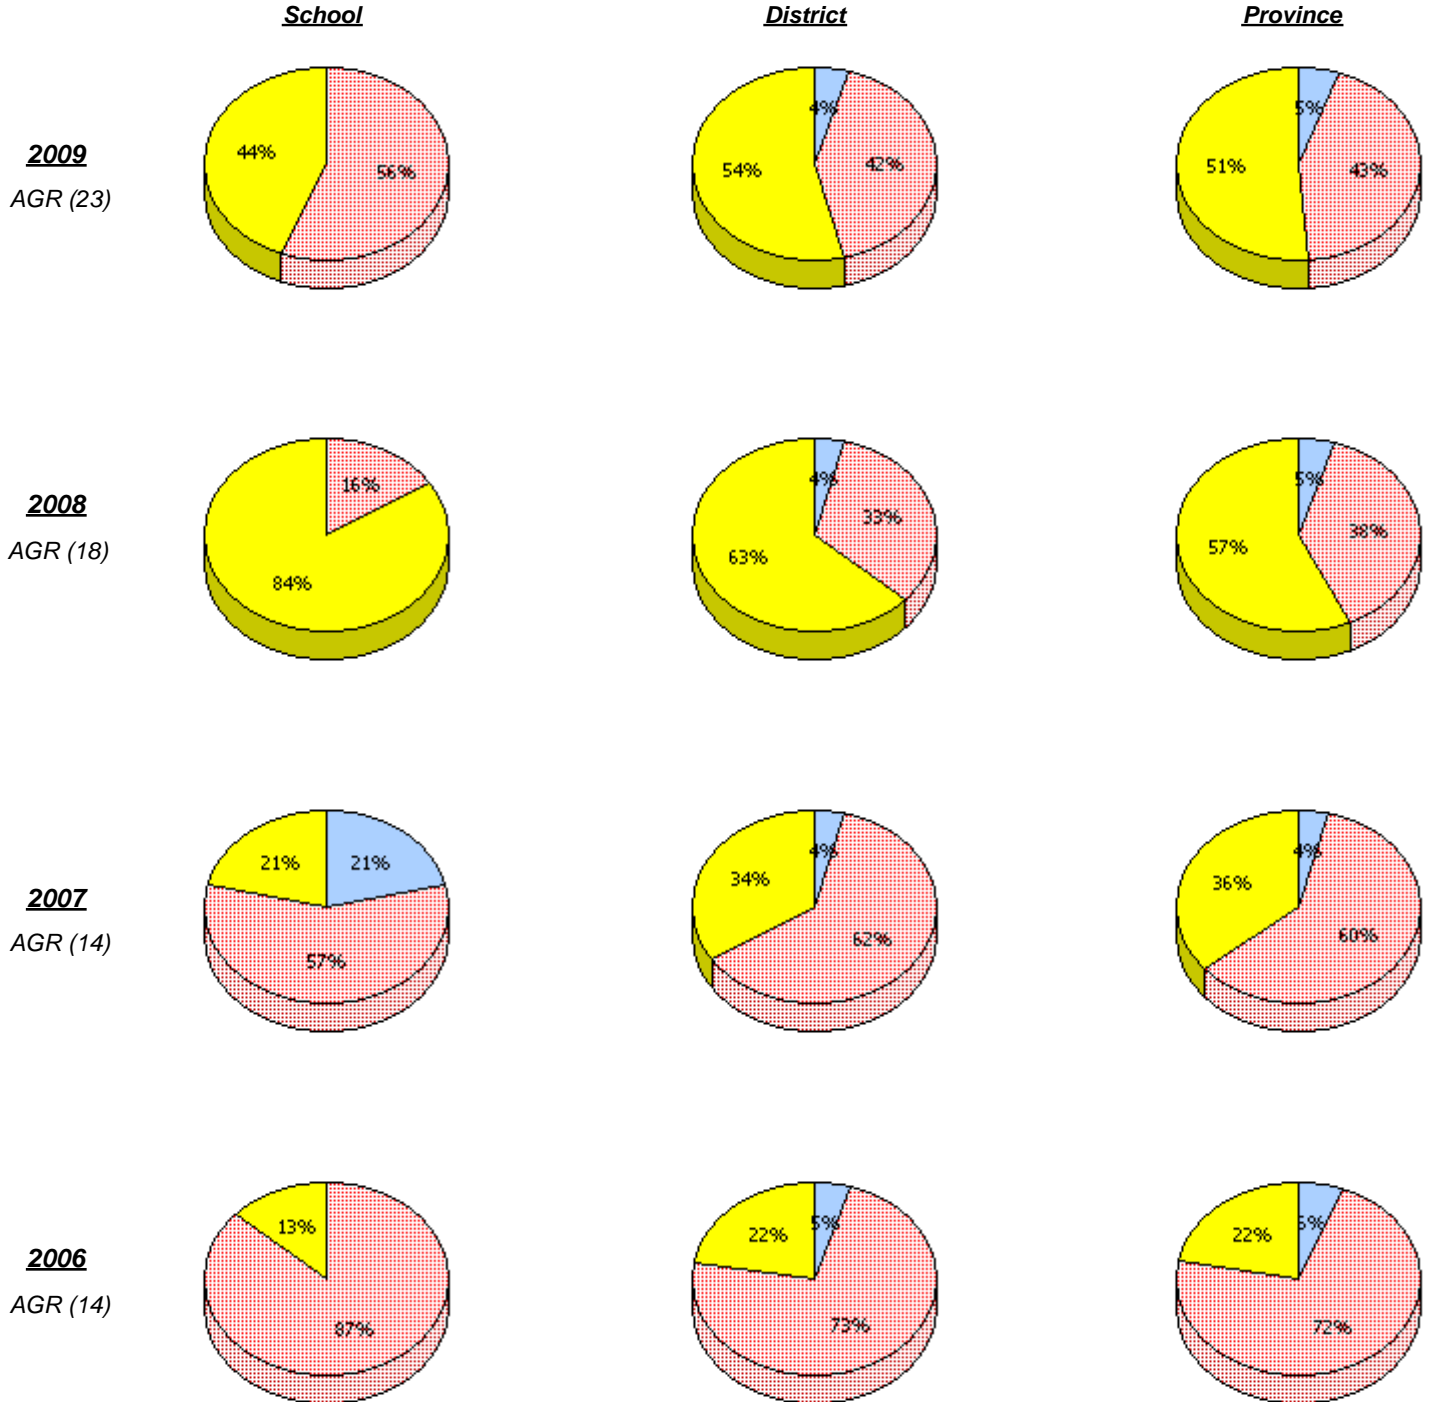 School District Province
4% 5%
44% 56% 54% 42% 51% 43%
2009
AGR (23)
4% 5%
16% 33% 38%
84% 63% 57%
2008
AGR (18)
21% 21% 34% 4% 36% 4%
57% 62% 60%
2007
AGR (14)
13% 22% 5% 22%
87% 73% 72%
2006
AGR (14)